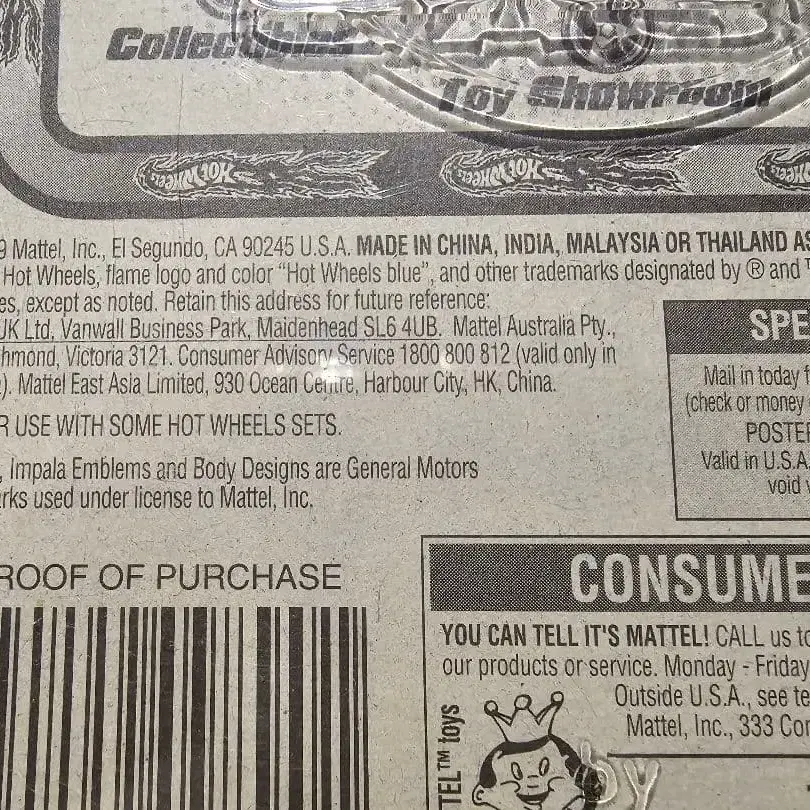 Collectibles
Toy Showroom
HOT WHEELS HOT WHEELS
9 Mattel, Inc., El Segundo, CA 90245 U.S.A. MADE IN CHINA, INDIA, MALAYSIA OR THAILAND AS
Hot Wheels, flame logo and color “Hot Wheels blue”, and other trademarks designated by ® and
es, except as noted. Retain this address for future reference:
UK Ltd, Vanwall Business Park, Maidenhead SL6 4UB. Mattel Australia Pty.,
hmond, Victoria 3121. Consumer Advisory Service 1800 800 812 (valid only in
). Mattel East Asia Limited, 930 Ocean Centre, Harbour City, HK, China.
R USE WITH SOME HOT WHEELS SETS.
, Impala Emblems and Body Designs are General Motors
rks used under license to Mattel, Inc.
SPE
Mail in today f
(check or money
POSTER
Valid in U.S.A.
void
ROOF OF PURCHASE
CONSUME
YOU CAN TELL IT'S MATTEL! CALL us to
our products or service. Monday - Friday
Outside U.S.A., see te
Mattel, Inc., 333 Con
TEL™ toys
by